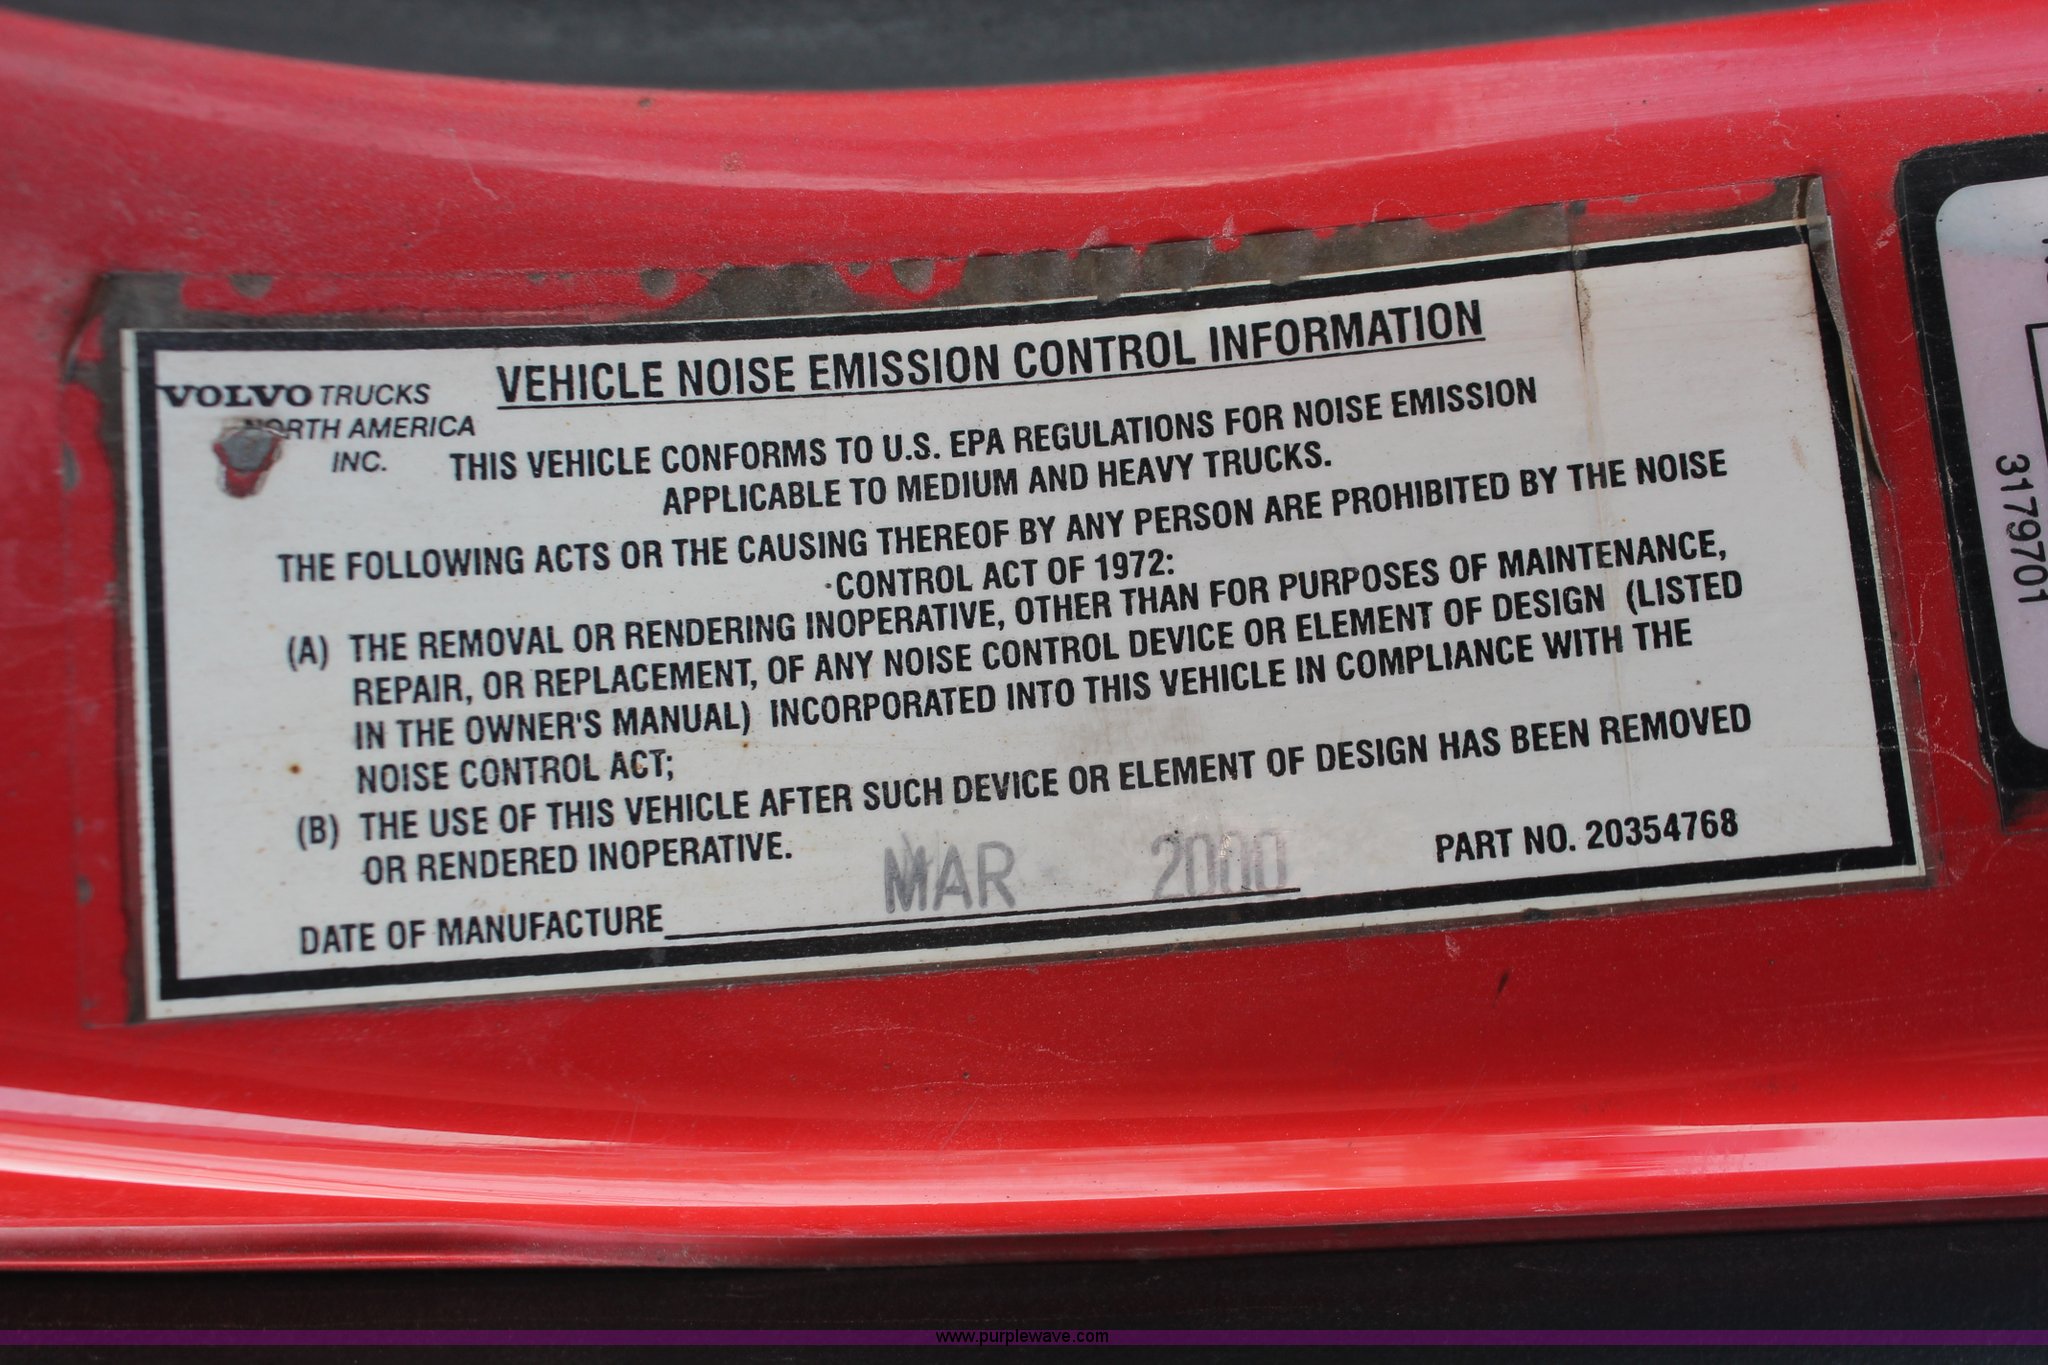 VOLVO TRUCKS
NORTH AMERICA
INC.
VEHICLE NOISE EMISSION CONTROL INFORMATION
THIS VEHICLE CONFORMS TO U.S. EPA REGULATIONS FOR NOISE EMISSION
APPLICABLE TO MEDIUM AND HEAVY TRUCKS.
THE FOLLOWING ACTS OR THE CAUSING THEREOF BY ANY PERSON ARE PROHIBITED BY THE NOISE
CONTROL ACT OF 1972:
(A) THE REMOVAL OR RENDERING INOPERATIVE, OTHER THAN FOR PURPOSES OF MAINTENANCE,
REPAIR, OR REPLACEMENT, OF ANY NOISE CONTROL DEVICE OR ELEMENT OF DESIGN (LISTED
IN THE OWNER'S MANUAL) INCORPORATED INTO THIS VEHICLE IN COMPLIANCE WITH THE
NOISE CONTROL ACT;
(B) THE USE OF THIS VEHICLE AFTER SUCH DEVICE OR ELEMENT OF DESIGN HAS BEEN REMOVED
OR RENDERED INOPERATIVE.
PART NO. 20354768
DATE OF MANUFACTURE MAR 2000
3179701
www.purplewave.com